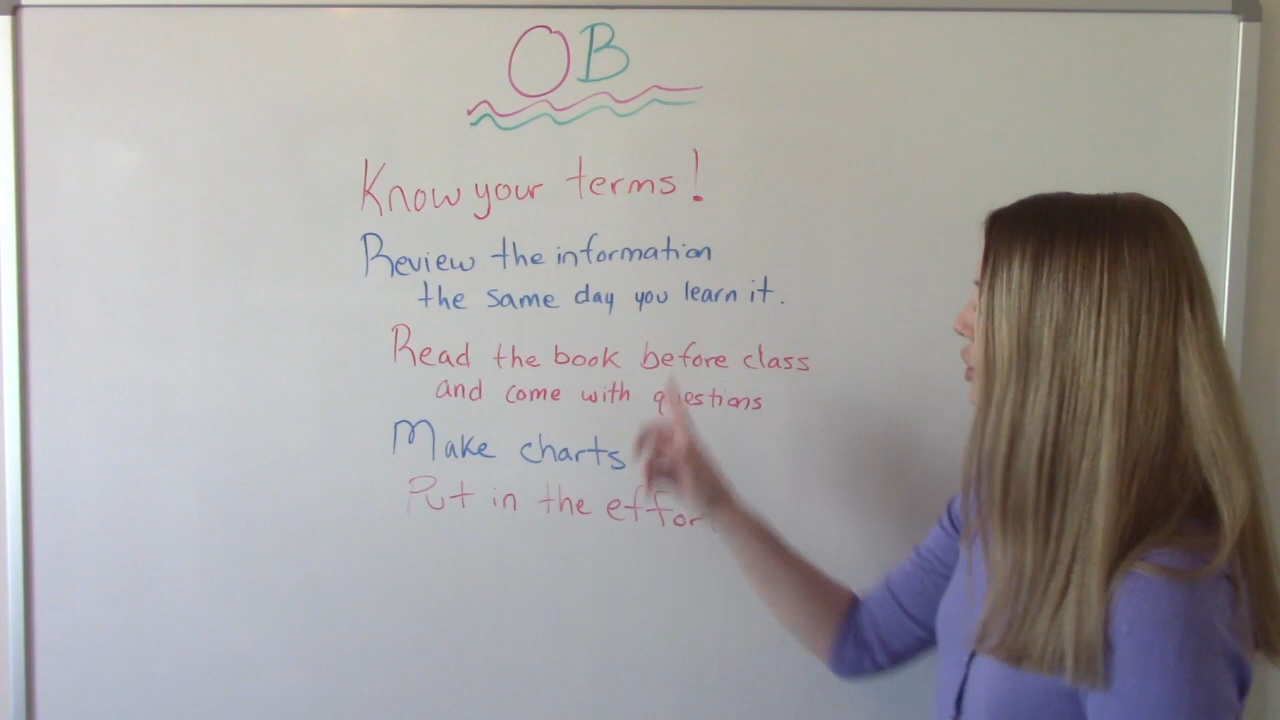 OB
Know your terms!
Review the information
the same day you learn it.
Read the book before class
and come with questions
Make charts
Put in the effort